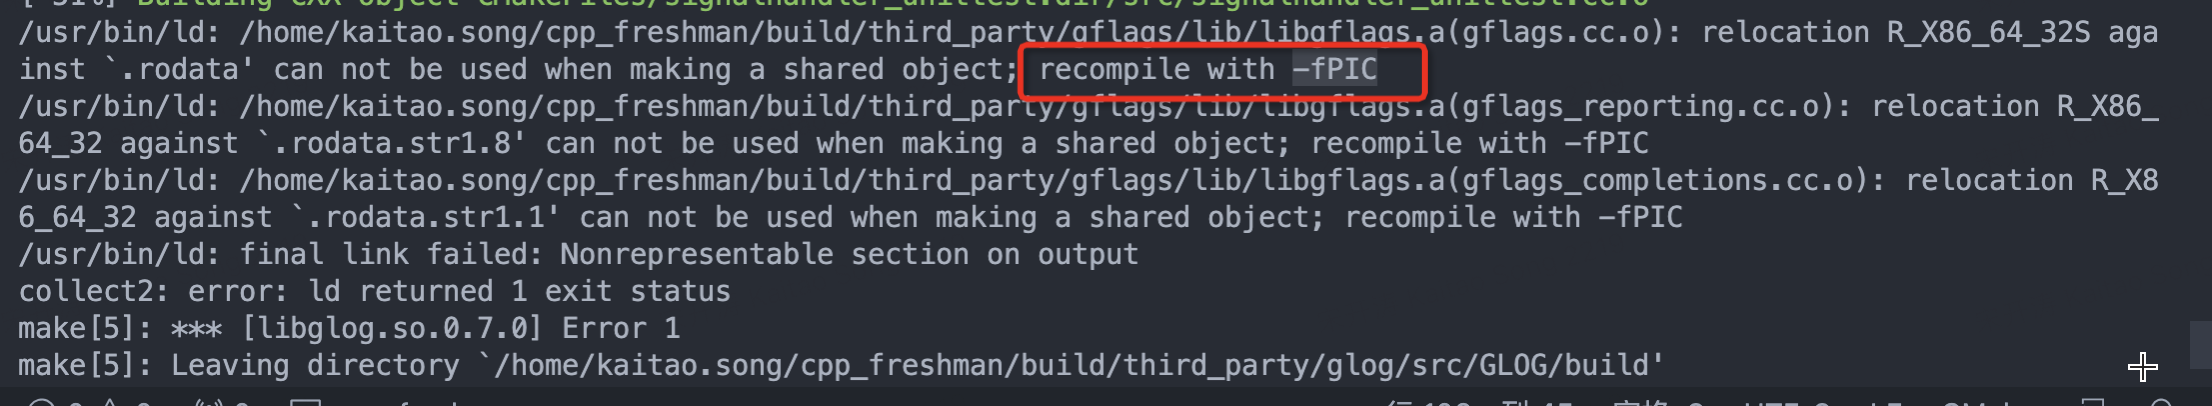 /usr/bin/ld: /home/kaitao.song/cpp_freshman/build/third_party/gflags/lib/libgflags.a(gflags.cc.o): relocation R_X86_64_32S aga
inst `.rodata' can not be used when making a shared object; recompile with -fPIC
/usr/bin/ld: /home/kaitao.song/cpp_freshman/build/third_party/gflags/lib/libgflags.a(gflags_reporting.cc.o): relocation R_X86_
64_32 against `.rodata.str1.8' can not be used when making a shared object; recompile with -fPIC
/usr/bin/ld: /home/kaitao.song/cpp_freshman/build/third_party/gflags/lib/libgflags.a(gflags_completions.cc.o): relocation R_X8
6_64_32 against `.rodata.str1.1' can not be used when making a shared object; recompile with -fPIC
/usr/bin/ld: final link failed: Nonrepresentable section on output
collect2: error: ld returned 1 exit status
make[5]: *** [libglog.so.0.7.0] Error 1
make[5]: Leaving directory `/home/kaitao.song/cpp_freshman/build/third_party/glog/src/GLOG/build'